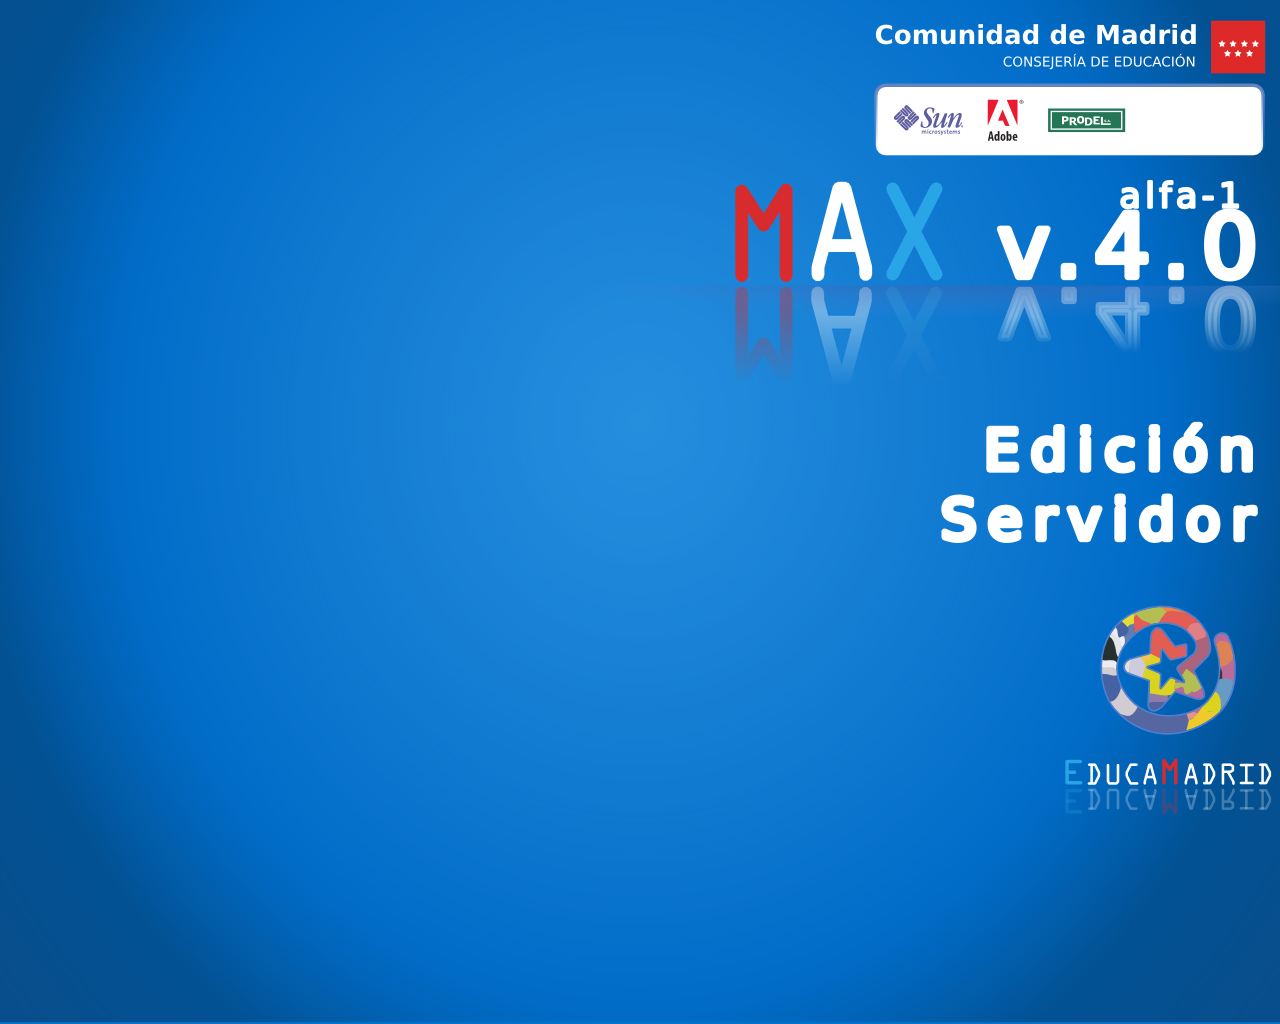 Comunidad de Madrid
CONSEJERÍA DE EDUCACIÓN
Sun
microsystems
Adobe
PRODEL S.A.
alfa-1
MAX v.4.0
Edición
Servidor
EDUCAMADRID